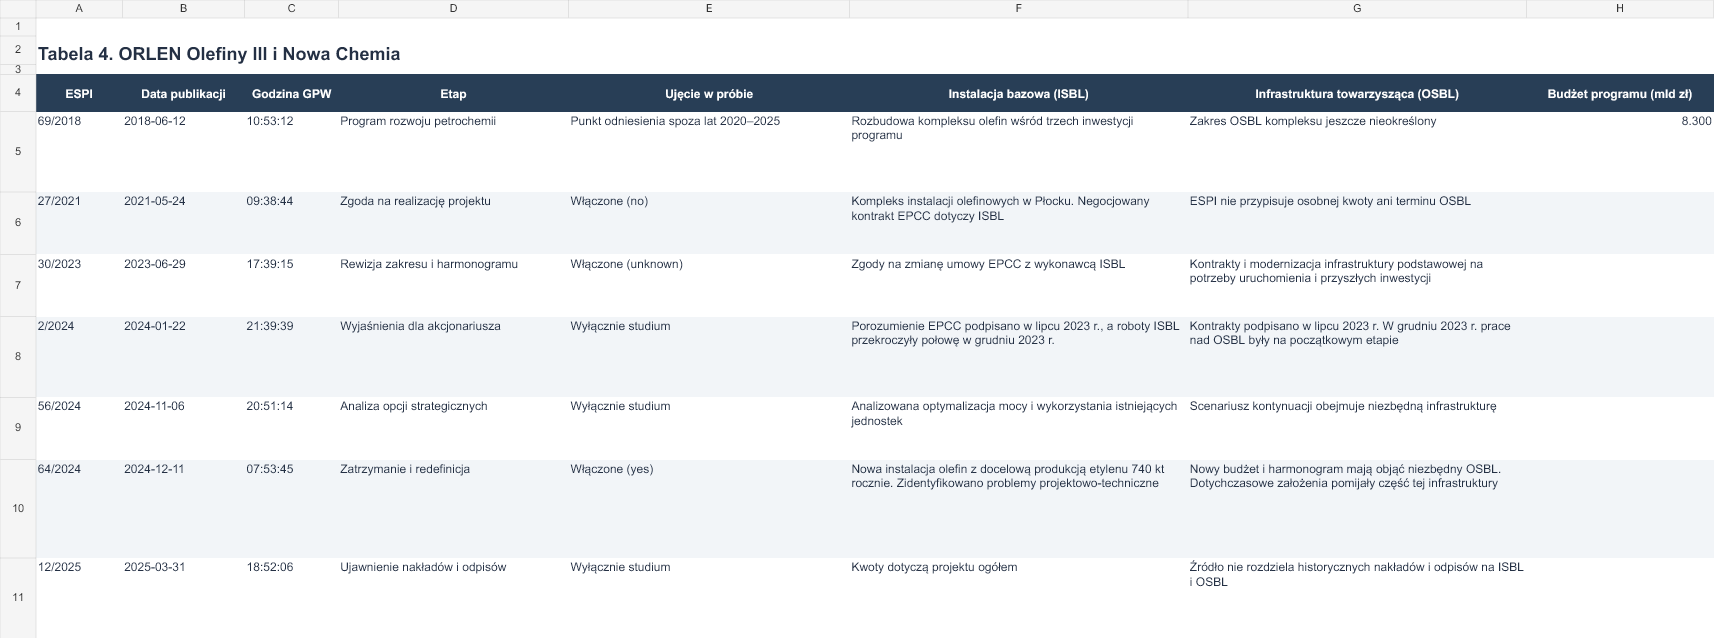 A B C D E F G H
1
2 Tabela 4. ORLEN Olefiny III i Nowa Chemia
3
4 ESPI Data publikacji Godzina GPW Etap Ujęcie w próbie Instalacja bazowa (ISBL) Infrastruktura towarzysząca (OSBL) Budżet programu (mld zł)
69/2018 2018-06-12 10:53:12 Program rozwoju petrochemii Punkt odniesienia spoza lat 2020–2025 Rozbudowa kompleksu olefin wśród trzech inwestycji Zakres OSBL kompleksu jeszcze nieokreślony 8.300
programu
5
27/2021 2021-05-24 09:38:44 Zgoda na realizację projektu Włączone (no) Kompleks instalacji olefinowych w Płocku. Negocjowany ESPI nie przypisuje osobnej kwoty ani terminu OSBL
kontrakt EPCC dotyczy ISBL
6
30/2023 2023-06-29 17:39:15 Rewizja zakresu i harmonogramu Włączone (unknown) Zgody na zmianę umowy EPCC z wykonawcą ISBL Kontrakty i modernizacja infrastruktury podstawowej na
potrzeby uruchomienia i przyszłych inwestycji
7
2/2024 2024-01-22 21:39:39 Wyjaśnienia dla akcjonariusza Wyłącznie studium Porozumienie EPCC podpisano w lipcu 2023 r., a roboty ISBL Kontrakty podpisano w lipcu 2023 r. W grudniu 2023 r. prace
przekroczyły połowę w grudniu 2023 r. nad OSBL były na początkowym etapie
8
56/2024 2024-11-06 20:51:14 Analiza opcji strategicznych Wyłącznie studium Analizowana optymalizacja mocy i wykorzystania istniejących Scenariusz kontynuacji obejmuje niezbędną infrastrukturę
jednostek
9
64/2024 2024-12-11 07:53:45 Zatrzymanie i redefinicja Włączone (yes) Nowa instalacja olefin z docelową produkcją etylenu 740 kt Nowy budżet i harmonogram mają objąć niezbędny OSBL.
rocznie. Zidentyfikowano problemy projektowo-techniczne Dotychczasowe założenia pomijały część tej infrastruktury
10
12/2025 2025-03-31 18:52:06 Ujawnienie nakładów i odpisów Wyłącznie studium Kwoty dotyczą projektu ogółem Źródło nie rozdziela historycznych nakładów i odpisów na ISBL
i OSBL
11